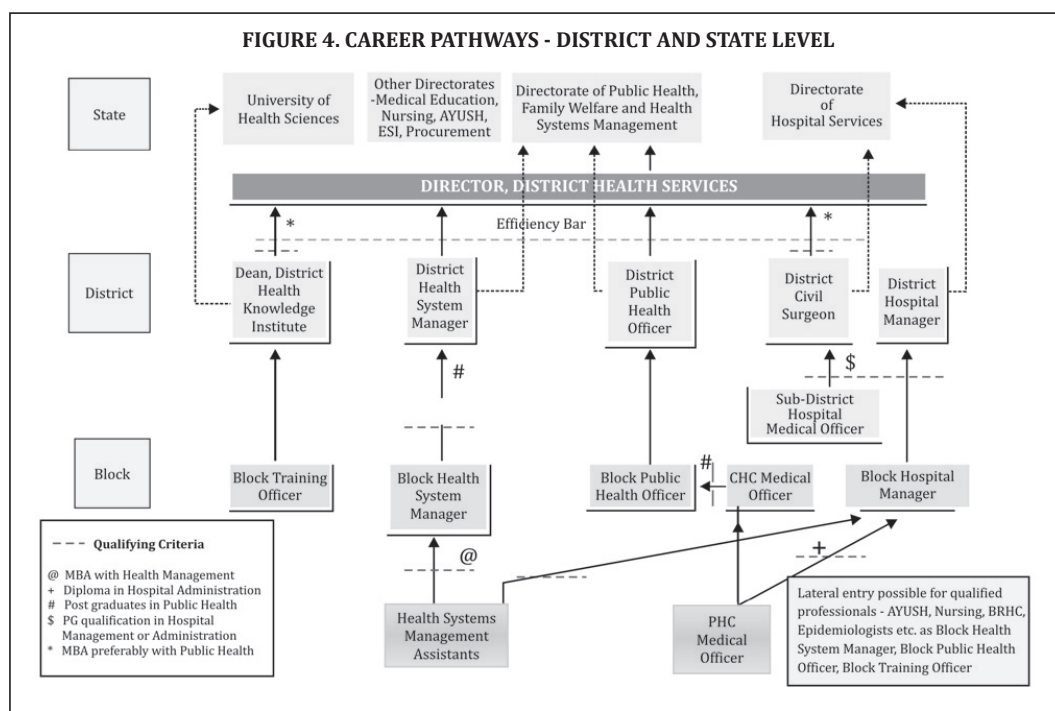 FIGURE 4. CAREER PATHWAYS - DISTRICT AND STATE LEVEL
State
University of
Health Sciences
Other Directorates
-Medical Education,
Nursing, AYUSH,
ESI, Procurement
Directorate of Public Health,
Family Welfare and Health
Systems Management
Directorate
of
Hospital Services
DIRECTOR, DISTRICT HEALTH SERVICES
*
Efficiency Bar
*
District
Dean, District
Health
Knowledge
Institute
District
Health
System
Manager
District
Public
Health
Officer
District
Civil
Surgeon
District
Hospital
Manager
#
$
Sub-District
Hospital
Medical Officer
Block
Block Training
Officer
Block Health
System
Manager
Block Public
Health Officer
#
CHC Medical
Officer
Block Hospital
Manager
@
+
Health Systems
Management
Assistants
PHC
Medical
Officer
--- Qualifying Criteria
@ MBA with Health Management
+ Diploma in Hospital Administration
# Post graduates in Public Health
$ PG qualification in Hospital
Management or Administration
* MBA preferably with Public Health
Lateral entry possible for qualified
professionals - AYUSH, Nursing, BRHC,
Epidemiologists etc. as Block Health
System Manager, Block Public Health
Officer, Block Training Officer